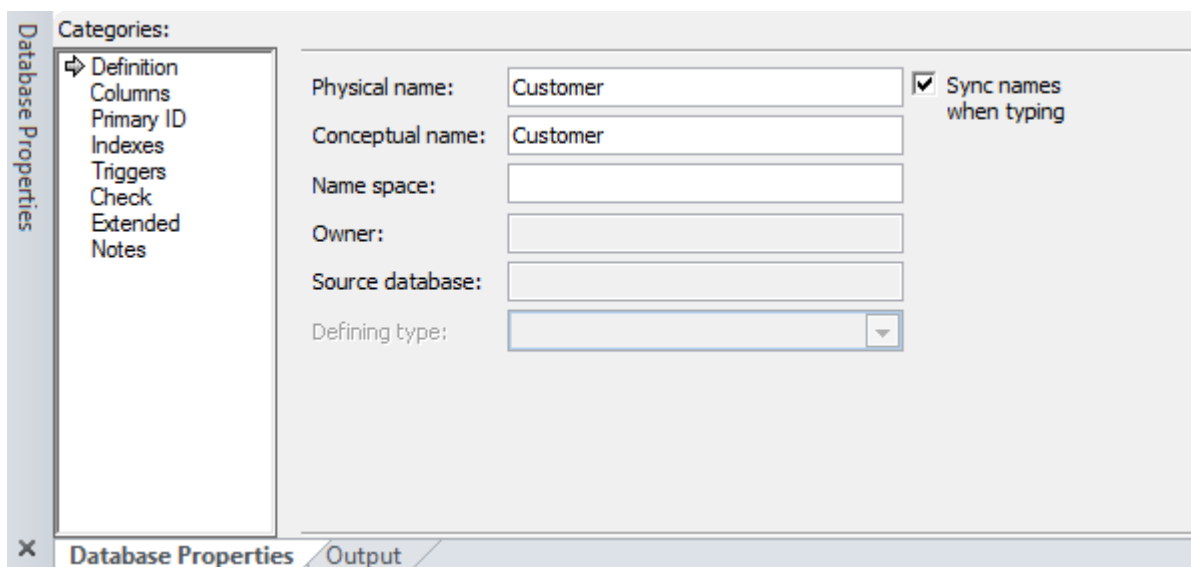 Database Properties
Categories:
Definition
Columns
Primary ID
Indexes
Triggers
Check
Extended
Notes
Physical name: Customer
Sync names
when typing
Conceptual name: Customer
Name space:
Owner:
Source database:
Defining type:
Database Properties Output